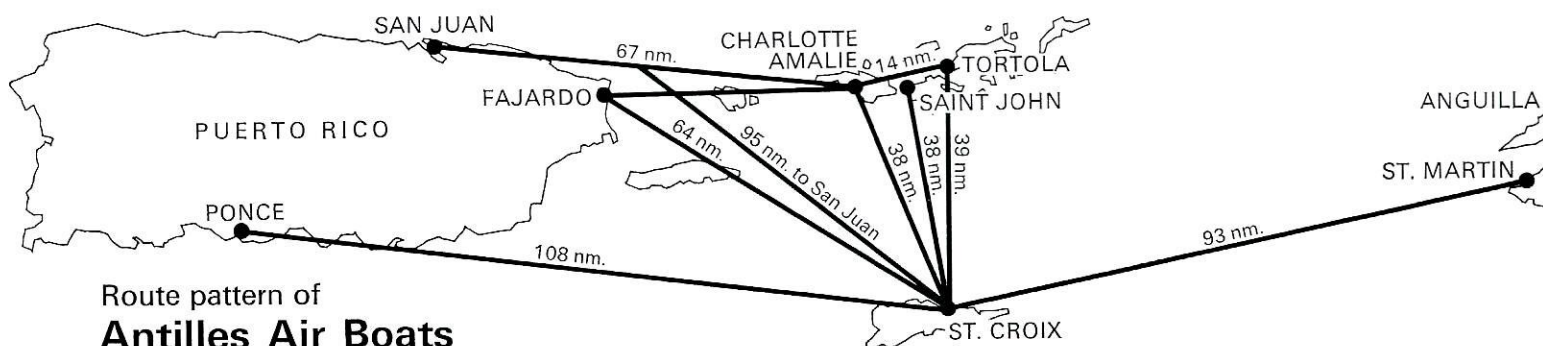 SAN JUAN
67 nm.
CHARLOTTE
AMALIE
14 nm.
TORTOLA
FAJARDO
SAINT JOHN
ANGUILLA
PUERTO RICO
64 nm.
95 nm. to San Juan
38 nm.
38 nm.
39 nm.
ST. MARTIN
PONCE
108 nm.
93 nm.
Route pattern of
Antilles Air Boats
ST. CROIX